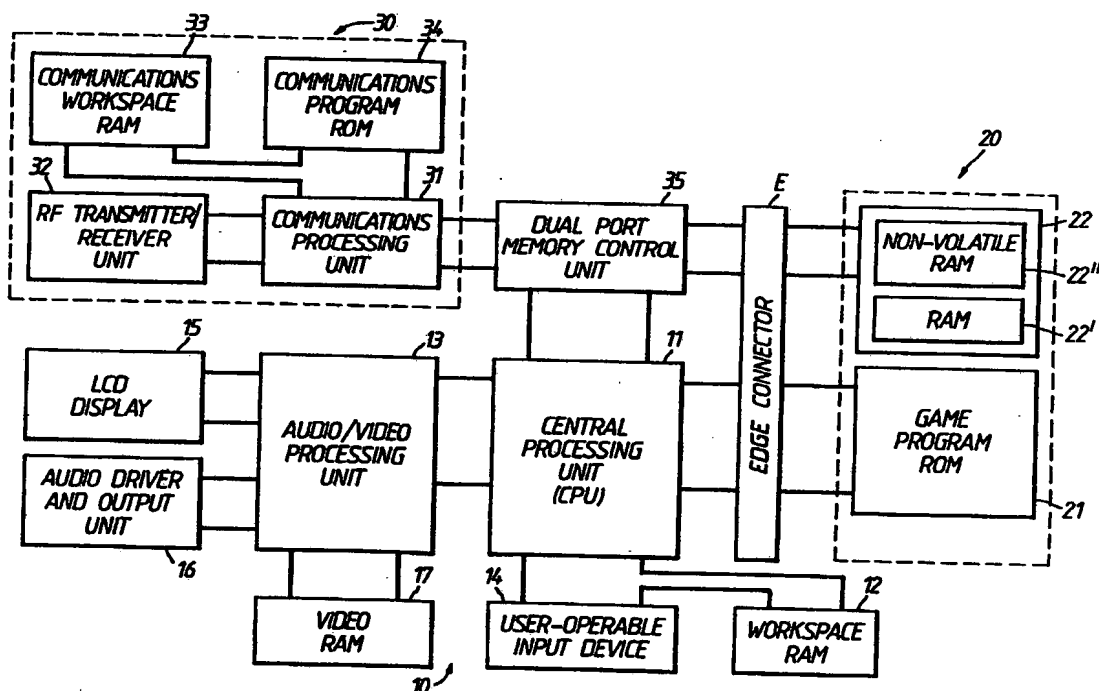 33
30
34
COMMUNICATIONS
WORKSPACE
RAM
COMMUNICATIONS
PROGRAM
ROM
32
31
RF TRANSMITTER/
RECEIVER
UNIT
COMMUNICATIONS
PROCESSING
UNIT
35
DUAL PORT
MEMORY CONTROL
UNIT
E
EDGE CONNECTOR
20
22
NON-VOLATILE
RAM
22"
RAM
22'
15
LCD
DISPLAY
13
AUDIO/VIDEO
PROCESSING
UNIT
11
CENTRAL
PROCESSING
UNIT
(CPU)
GAME
PROGRAM
ROM
21
AUDIO DRIVER
AND OUTPUT
UNIT
16
17
VIDEO
RAM
14
USER-OPERABLE
INPUT DEVICE
12
WORKSPACE
RAM
10